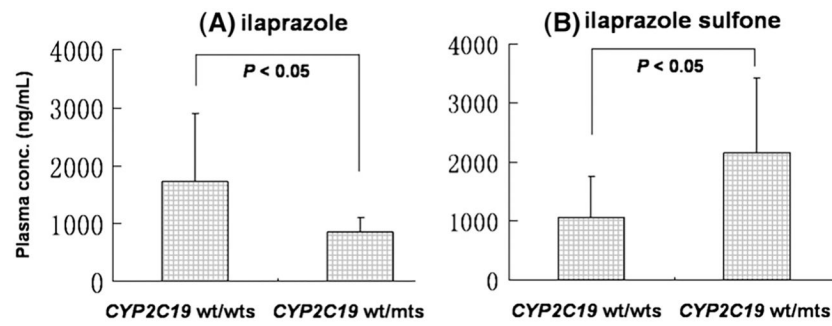 (A) ilaprazole
Plasma conc. (ng/mL)
4000
3000
2000
1000
0
P < 0.05
CYP2C19 wt/wts CYP2C19 wt/mts
(B) ilaprazole sulfone
4000
3000
2000
1000
0
P < 0.05
CYP2C19 wt/wts CYP2C19 wt/mts